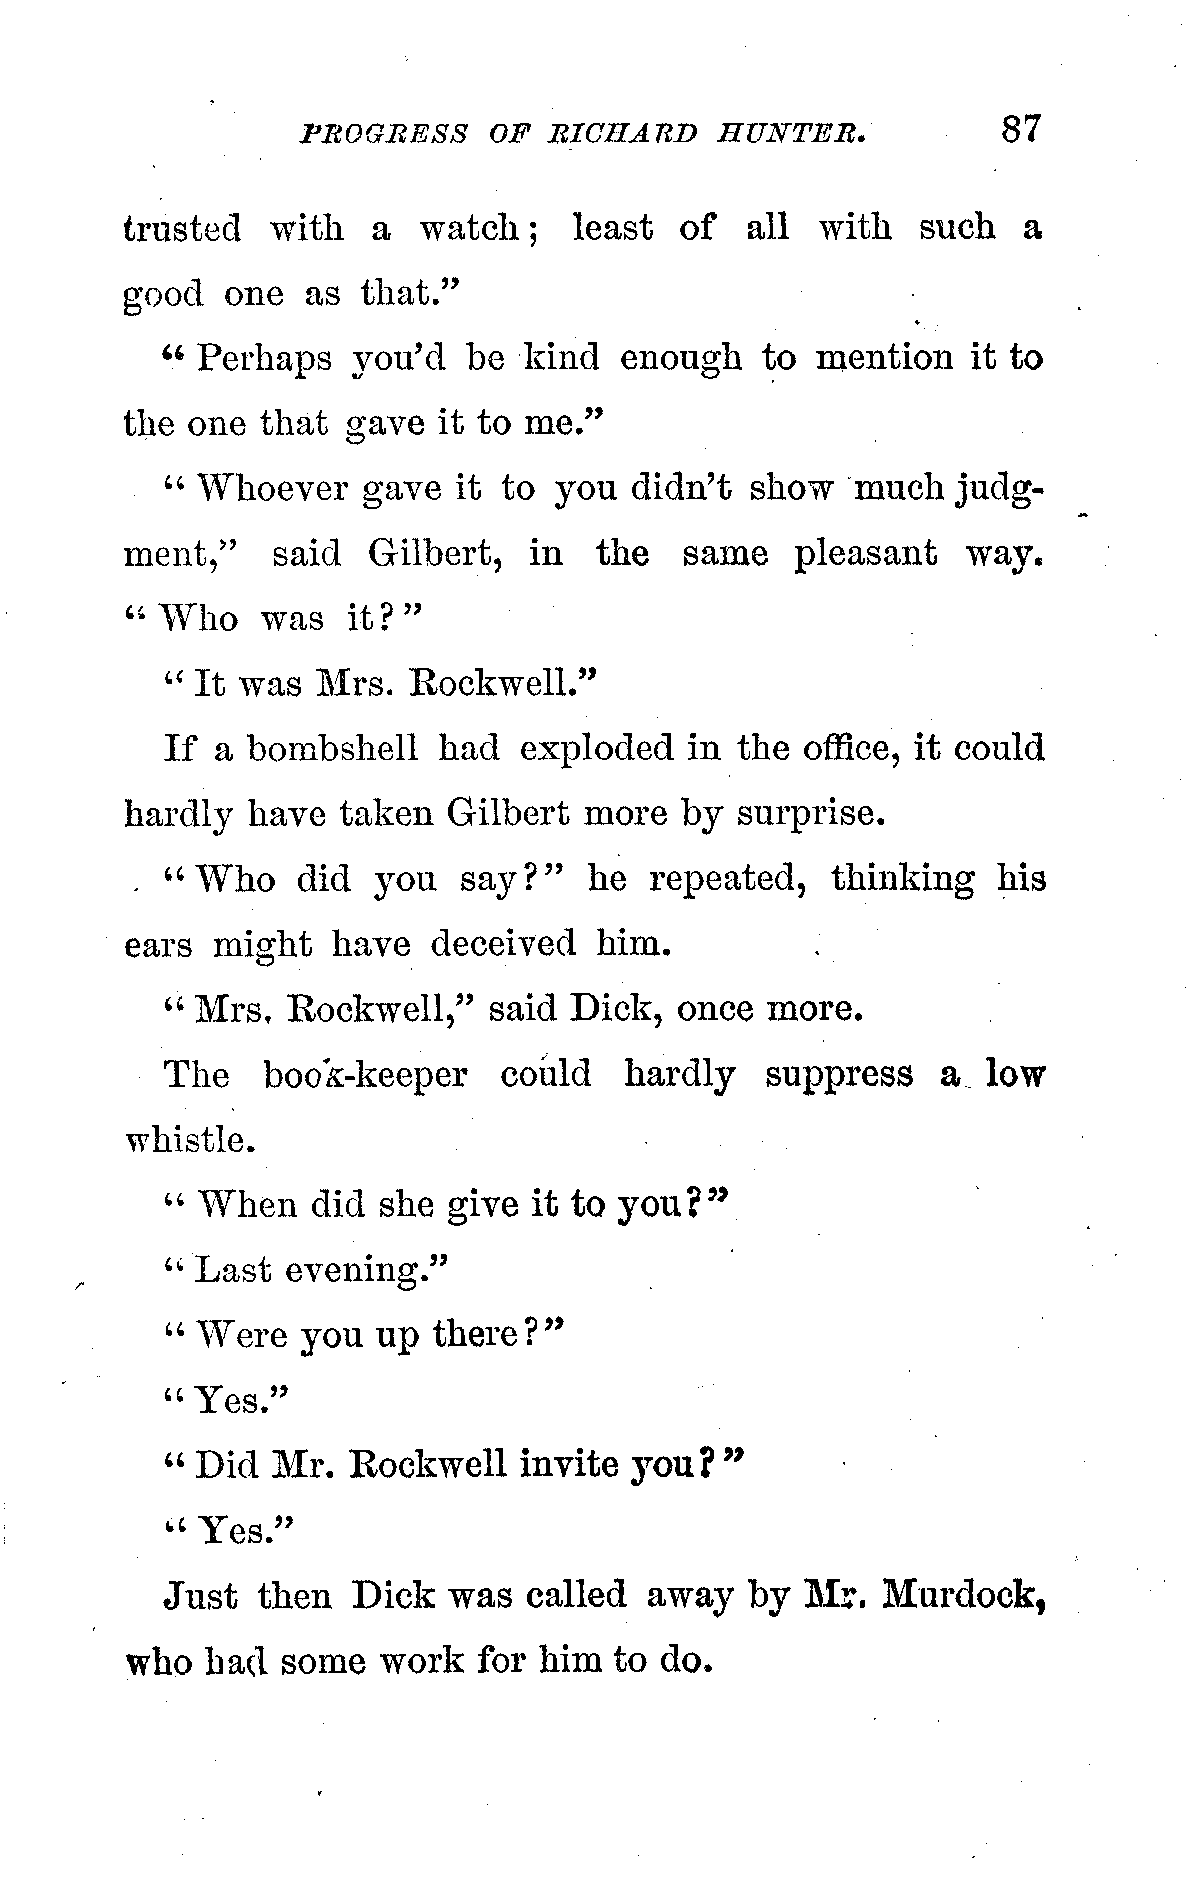 PROGRESS OF RICHARD HUNTER. 87
trusted with a watch; least of all with such a
good one as that.”
“Perhaps you’d be kind enough to mention it to
the one that gave it to me.”
“Whoever gave it to you didn’t show much judg-
ment,” said Gilbert, in the same pleasant way.
“Who was it?”
“It was Mrs. Rockwell.”
If a bombshell had exploded in the office, it could
hardly have taken Gilbert more by surprise.
“Who did you say?” he repeated, thinking his
ears might have deceived him.
“Mrs. Rockwell,” said Dick, once more.
The book-keeper could hardly suppress a low
whistle.
“When did she give it to you?”
“Last evening.”
“Were you up there?”
“Yes.”
“Did Mr. Rockwell invite you?”
“Yes.”
Just then Dick was called away by Mr. Murdock,
who had some work for him to do.